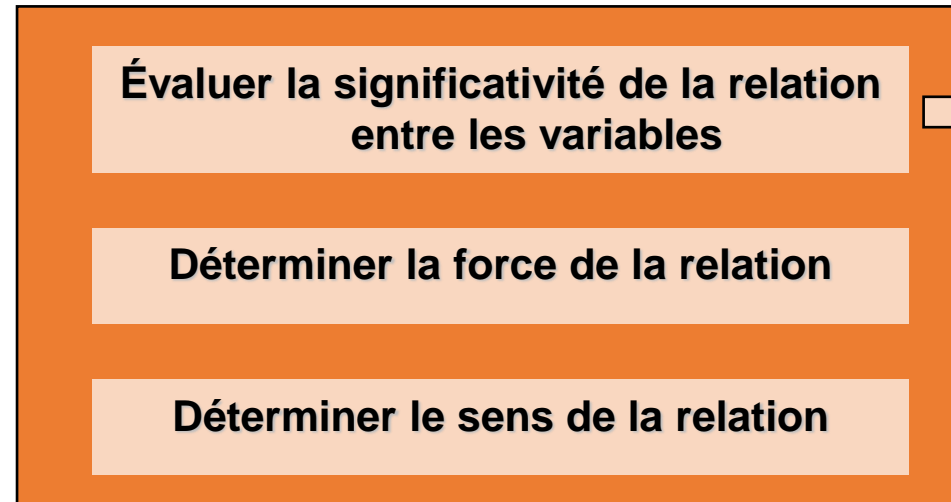 Évaluer la significativité de la relation
entre les variables
Déterminer la force de la relation
Déterminer le sens de la relation